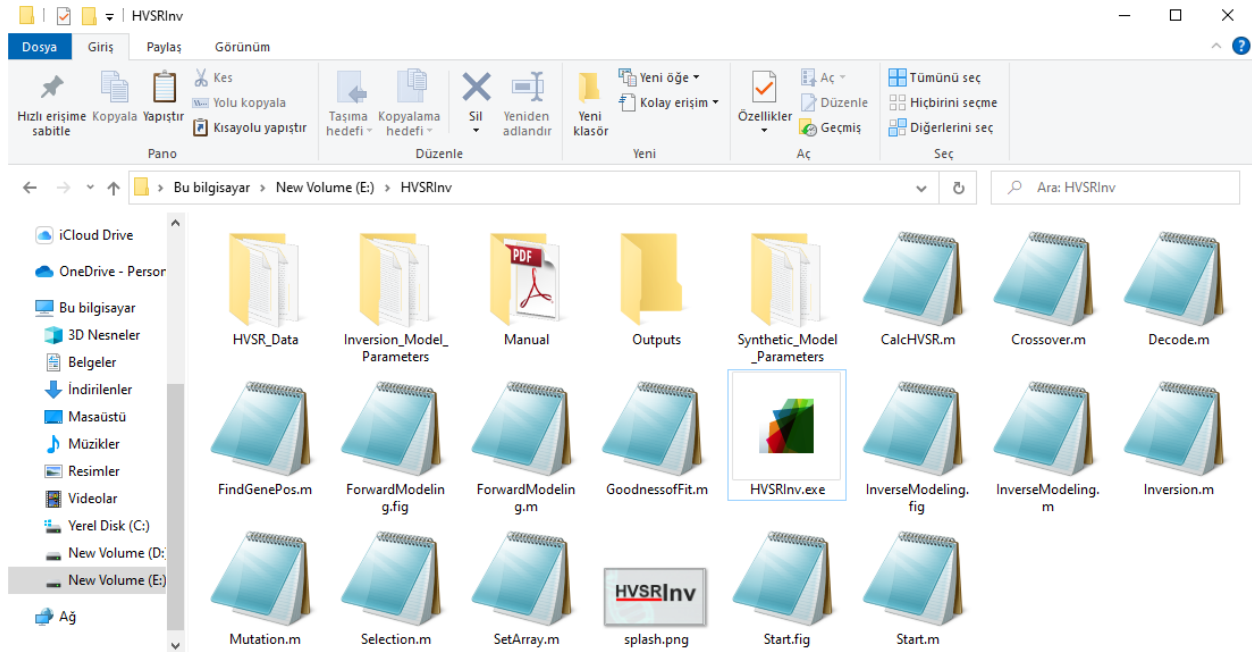 HVSRInv
Dosya Giriş Paylaş Görünüm
Hızlı erişime sabitle
Kopyala
Yapıştır
Kes
Yolu kopyala
Kısayolu yapıştır
Pano
Taşıma hedefi
Kopyalama hedefi
Sil
Yeniden adlandır
Düzenle
Yeni klasör
Yeni öğe
Kolay erişim
Yeni
Özellikler
Aç
Düzenle
Geçmiş
Aç
Tümünü seç
Hiçbirini seçme
Diğerlerini seç
Seç
Bu bilgisayar > New Volume (E:) > HVSRInv
Ara: HVSRInv
iCloud Drive
OneDrive - Person
Bu bilgisayar
3D Nesneler
Belgeler
İndirilenler
Masaüstü
Müzikler
Resimler
Videolar
Yerel Disk (C:)
New Volume (D:
New Volume (E:)
Ağ
PDF
HVSR_Data
Inversion_Model_
Parameters
Manual
Outputs
Synthetic_Model
_Parameters
CalcHVSR.m
Crossover.m
Decode.m
FindGenePos.m
ForwardModelin
g.fig
ForwardModelin
g.m
GoodnessofFit.m
HVSRInv.exe
InverseModeling.
fig
InverseModeling.
m
Inversion.m
HVSRInv
Mutation.m
Selection.m
SetArray.m
splash.png
Start.fig
Start.m